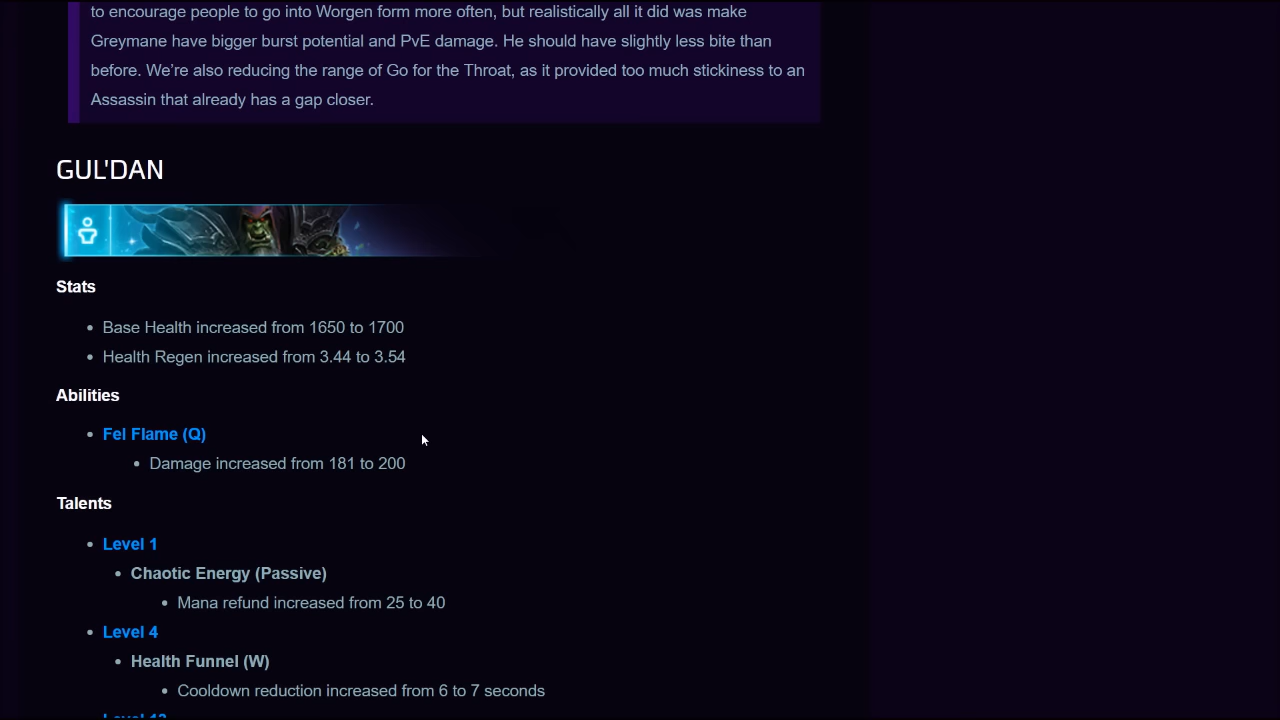 to encourage people to go into Worgen form more often, but realistically all it did was make
Greymane have bigger burst potential and PvE damage. He should have slightly less bite than
before. We’re also reducing the range of Go for the Throat, as it provided too much stickiness to an
Assassin that already has a gap closer.
GUL'DAN
Stats
Base Health increased from 1650 to 1700
Health Regen increased from 3.44 to 3.54
Abilities
Fel Flame (Q)
Damage increased from 181 to 200
Talents
Level 1
Chaotic Energy (Passive)
Mana refund increased from 25 to 40
Level 4
Health Funnel (W)
Cooldown reduction increased from 6 to 7 seconds